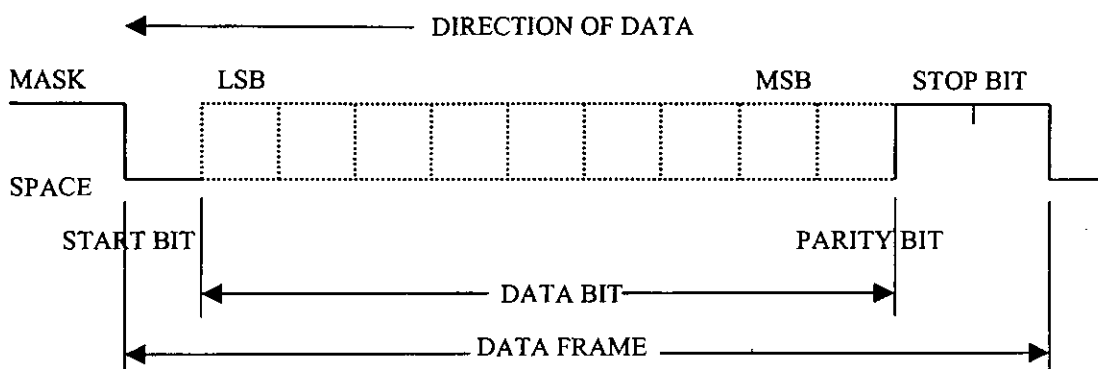 DIRECTION OF DATA
MASK LSB MSB STOP BIT
SPACE
START BIT PARITY BIT
DATA BIT
DATA FRAME